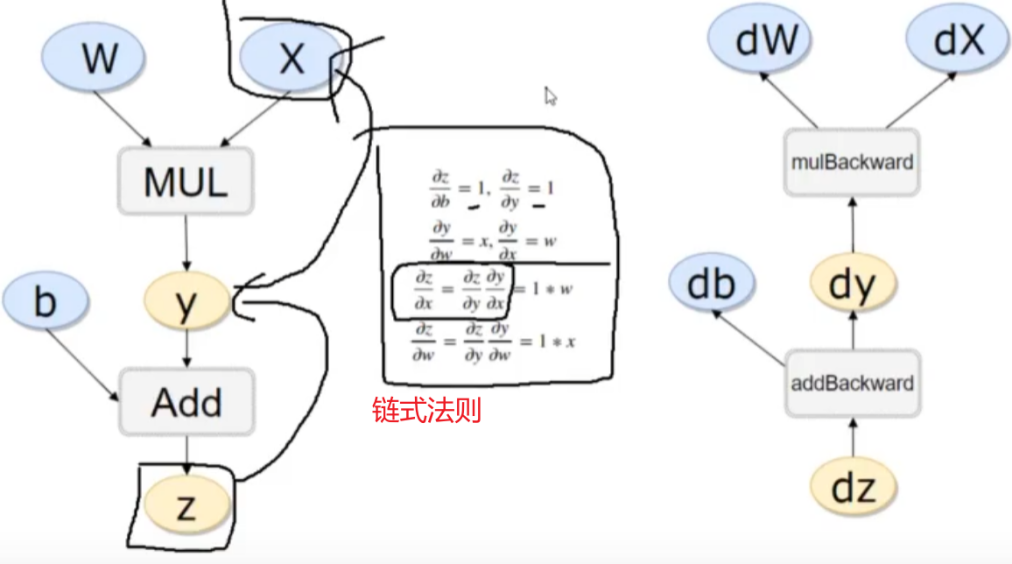 W
X
dW
dX
MUL
mulBackward
∂z/∂b = 1, ∂z/∂y = 1
∂y/∂w = x, ∂y/∂x = w
∂z/∂x = ∂z/∂y ∂y/∂x = 1 * w
∂z/∂w = ∂z/∂y ∂y/∂w = 1 * x
b
y
db
dy
Add
链式法则
addBackward
z
dz